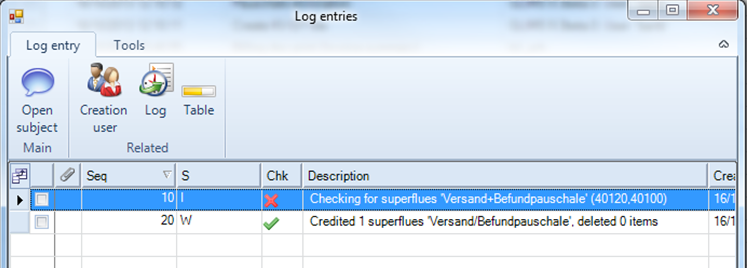 Log entries
Log entry Tools
Open subject Creation user Log Table
Main Related
Seq S Chk Description Crea
10 I Checking for superflues 'Versand+Befundpauschale' (40120,40100) 16/1
20 W Credited 1 superflues 'Versand/Befundpauschale', deleted 0 items 16/1